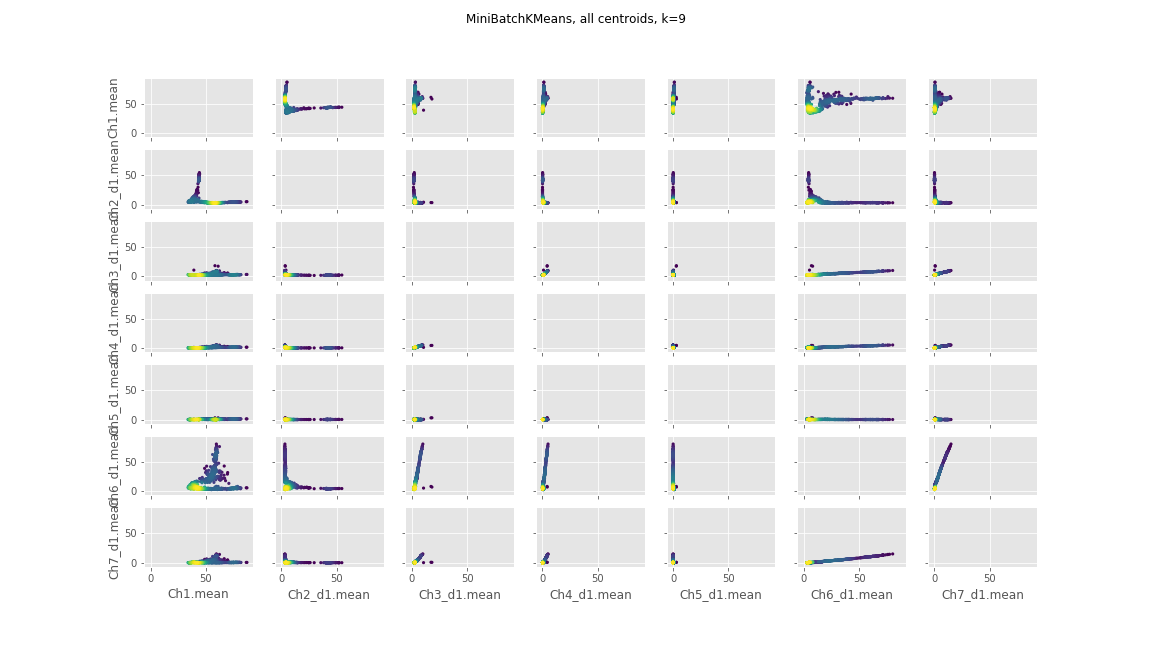 MiniBatchKMeans, all centroids, k=9
Ch1.mean
50
0
Ch2_d1.mean
50
0
Ch3_d1.mean
50
0
Ch4_d1.mean
50
0
Ch5_d1.mean
50
0
Ch6_d1.mean
50
0
Ch7_d1.mean
50
0
0 50 0 50 0 50 0 50 0 50 0 50 0 50
Ch1.mean Ch2_d1.mean Ch3_d1.mean Ch4_d1.mean Ch5_d1.mean Ch6_d1.mean Ch7_d1.mean